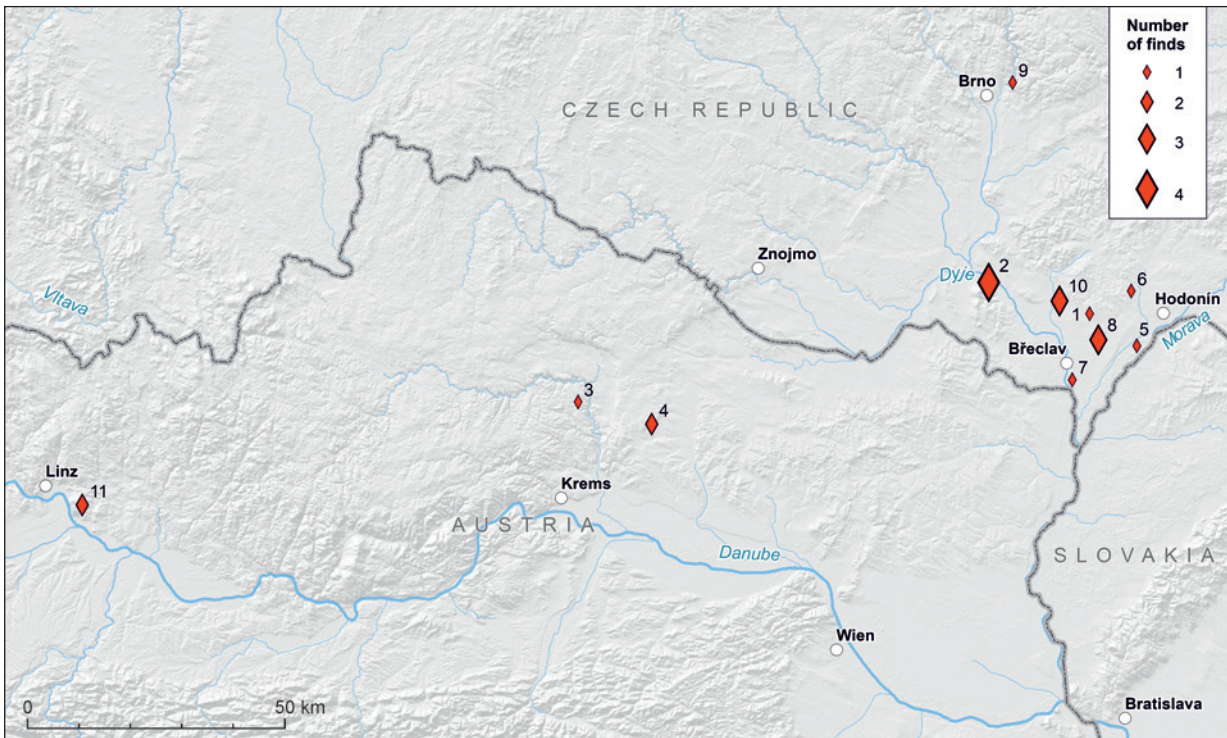 Number
of finds
1
2
3
4
9
Brno
CZECH REPUBLIC
Znojmo
Dyje
2
10
1
6
Hodonín
Morava
8
5
Břeclav
7
Vltava
3
4
Linz
11
Krems
AUSTRIA
Danube
SLOVAKIA
Wien
Bratislava
0
50 km